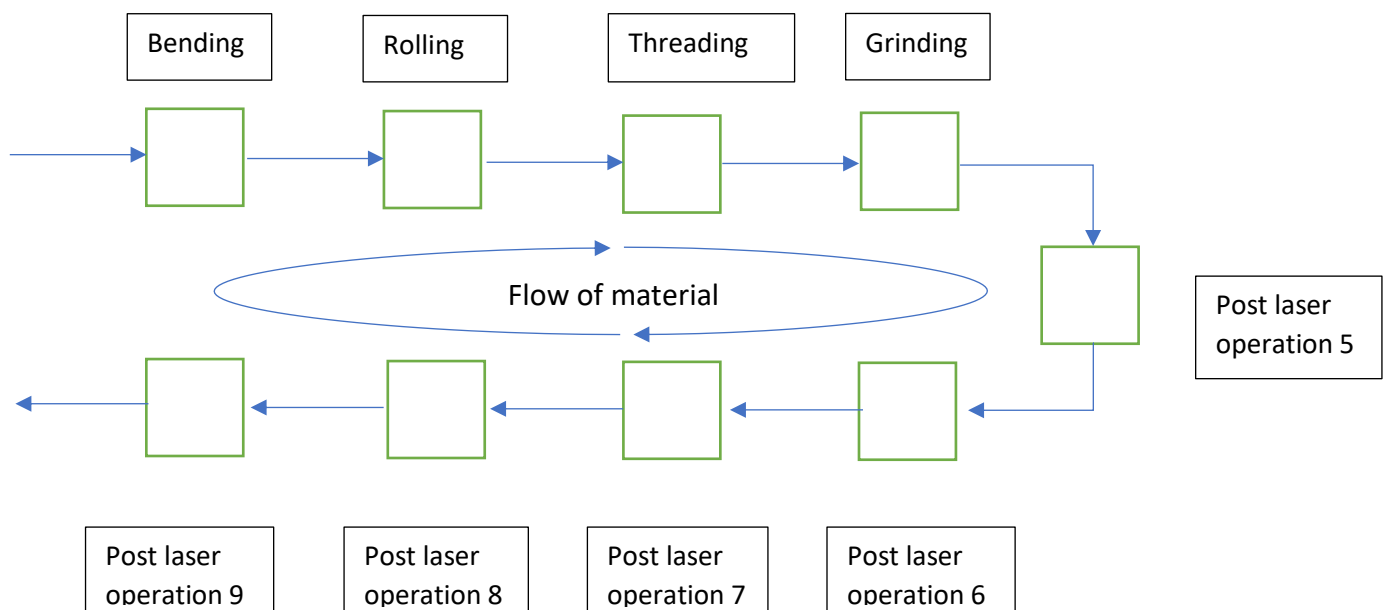 Bending
Rolling
Threading
Grinding
Flow of material
Post laser
operation 5
Post laser
operation 9
Post laser
operation 8
Post laser
operation 7
Post laser
operation 6